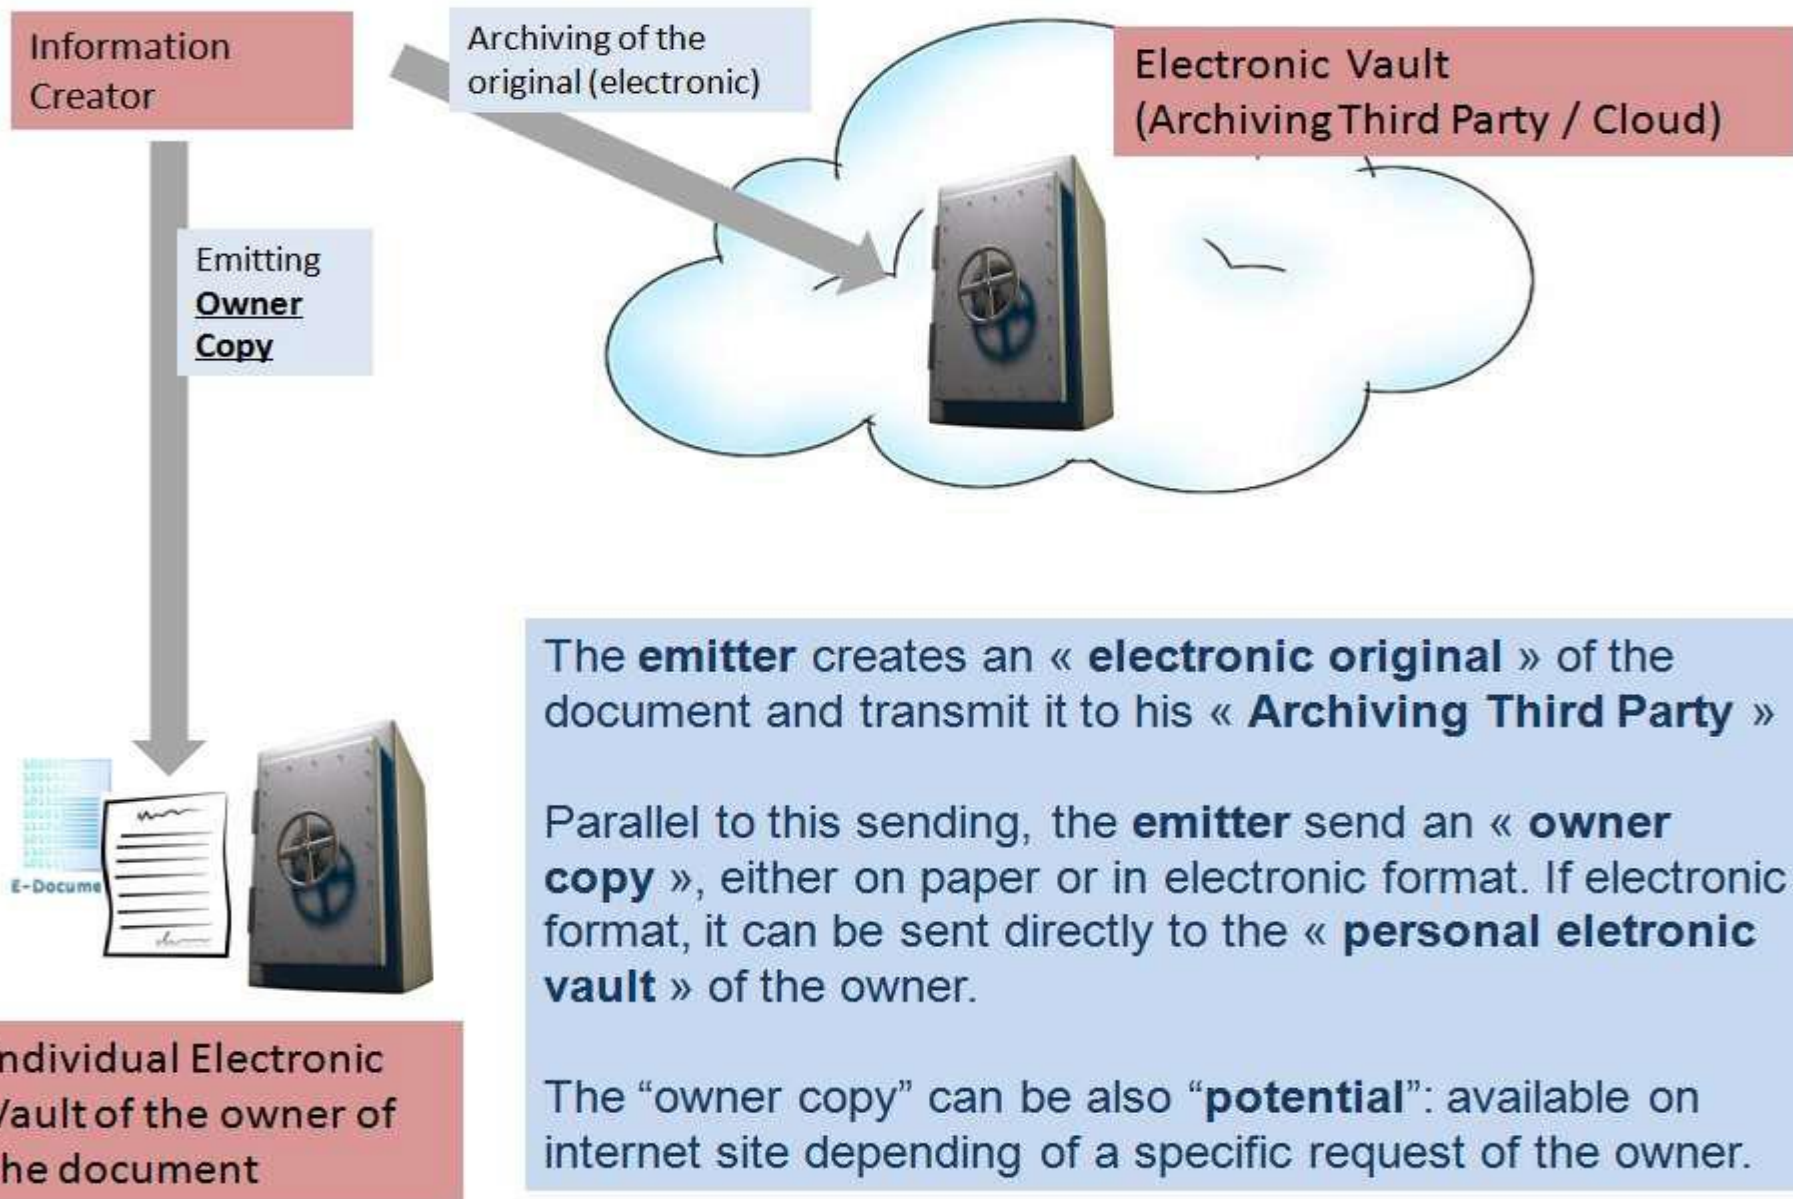 Information
Creator
Archiving of the
original (electronic)
Electronic Vault
(Archiving Third Party / Cloud)
Emitting
Owner
Copy
E-Docume
ndividual Electronic
Vault of the owner of
he document
The emitter creates an « electronic original » of the
document and transmit it to his « Archiving Third Party »
Parallel to this sending, the emitter send an « owner
copy », either on paper or in electronic format. If electronic
format, it can be sent directly to the « personal eletronic
vault » of the owner.
The “owner copy” can be also “potential”: available on
internet site depending of a specific request of the owner.